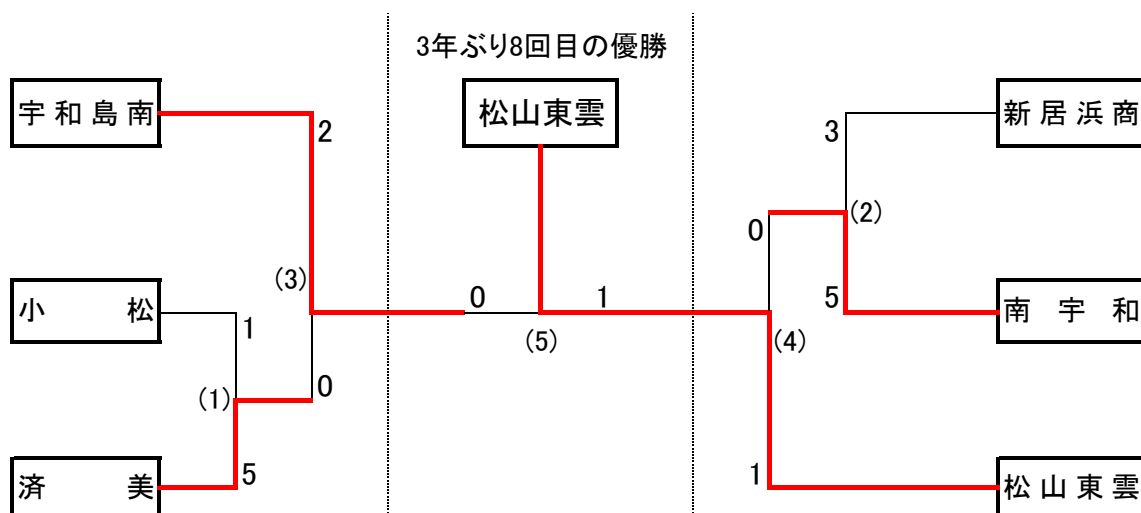 3年ぶり8回目の優勝
宇和島南
松山東雲
新居浜商
2
3
(2)
0
(3)
小松
0
1
5
南宇和
1
(5)
(4)
(1)
0
済美
5
1
松山東雲